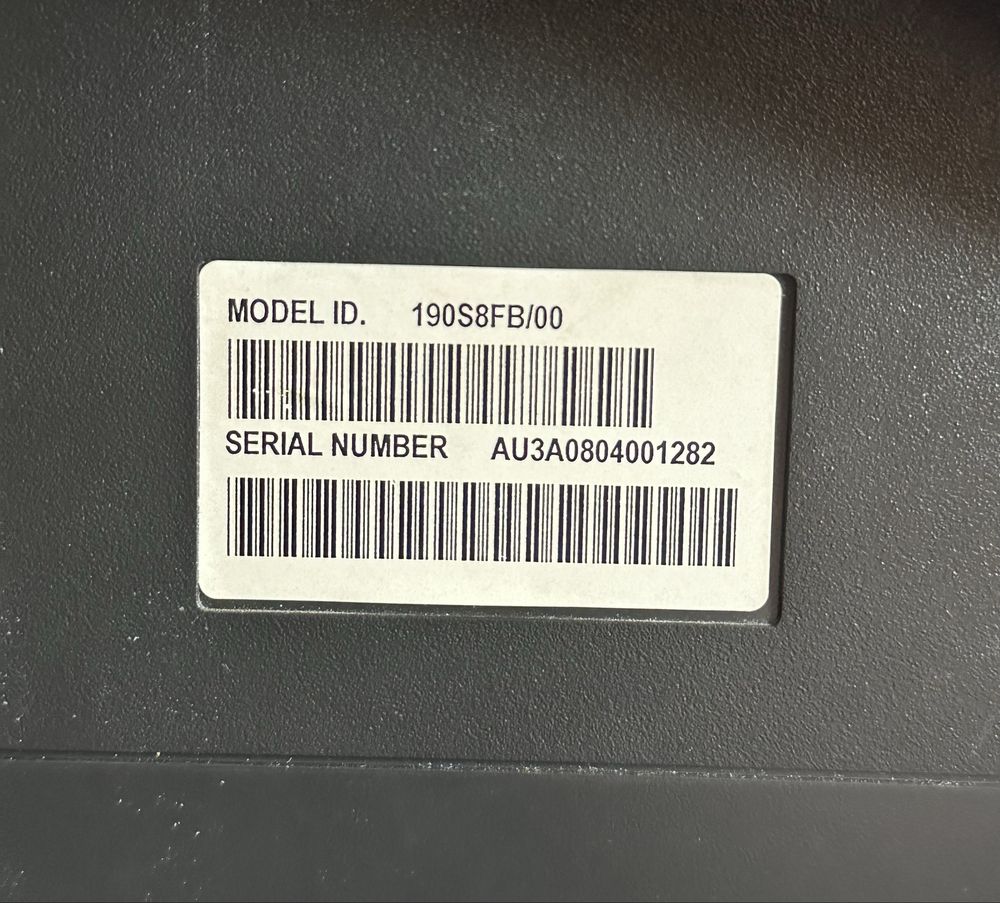 MODEL ID. 190S8FB/00
SERIAL NUMBER AU3A0804001282